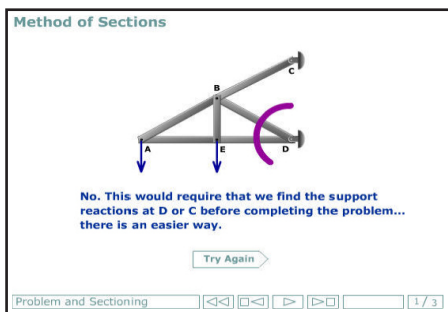 Method of Sections
C
B
A
E
D
No. This would require that we find the support
reactions at D or C before completing the problem...
there is an easier way.
Try Again
Problem and Sectioning
1/3